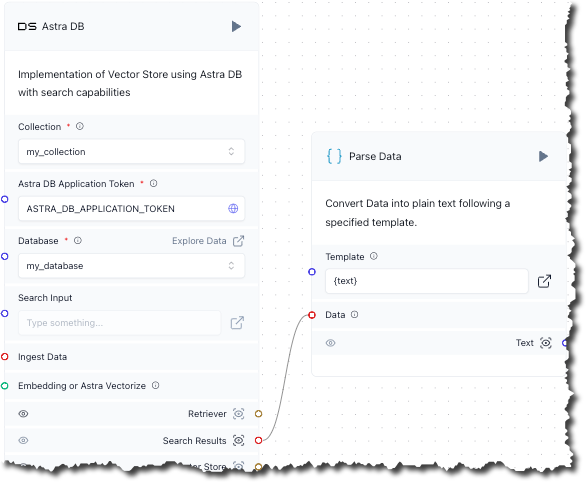 DS Astra DB
Implementation of Vector Store using Astra DB
with search capabilities
Collection *
my_collection
Astra DB Application Token *
ASTRA_DB_APPLICATION_TOKEN
Database *
Explore Data
my_database
Search Input
Type something...
Ingest Data
Embedding or Astra Vectorize
Retriever
Search Results
Store
Parse Data
Convert Data into plain text following a
specified template.
Template
{text}
Data
Text